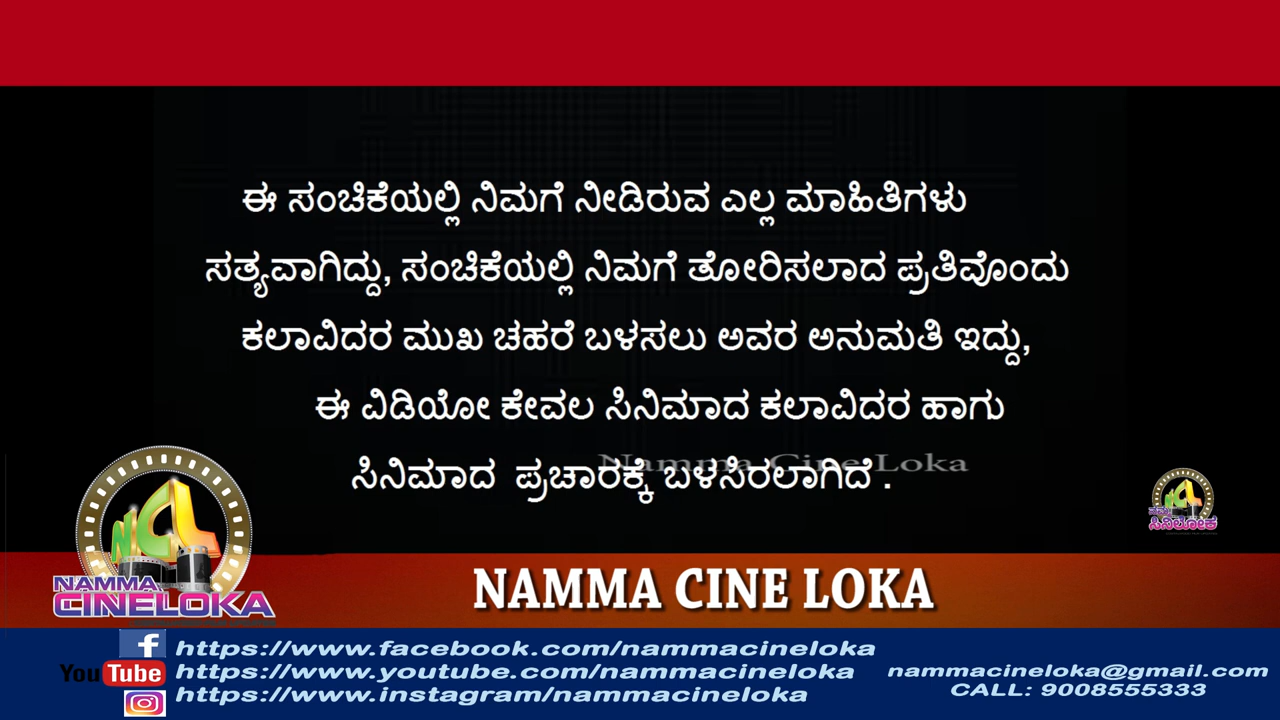 ಈ ಸಂಚಿಕೆಯಲ್ಲಿ ನಿಮಗೆ ನೀಡಿರುವ ಎಲ್ಲ ಮಾಹಿತಿಗಳು
ಸತ್ಯವಾಗಿದ್ದು, ಸಂಚಿಕೆಯಲ್ಲಿ ನಿಮಗೆ ತೋರಿಸಲಾದ ಪ್ರತಿವೊಂದು
ಕಲಾವಿದರ ಮುಖ ಚಹರೆ ಬಳಸಲು ಅವರ ಅನುಮತಿ ಇದ್ದು,
ಈ ವಿಡಿಯೋ ಕೇವಲ ಸಿನಿಮಾದ ಕಲಾವಿದರ ಹಾಗು
Namma Cine Loka
ಸಿನಿಮಾದ ಪ್ರಚಾರಕ್ಕೆ ಬಳಸಿರಲಾಗಿದೆ .
NCL
NAMMA
CINELOKA
NCL
ನಮ್ಮ
ಸಿನಿಲೋಕ
NAMMA CINE LOKA
f https://www.facebook.com/nammacineloka
YouTube https://www.youtube.com/nammacineloka
https://www.instagram/nammacineloka
nammacineloka@gmail.com
CALL: 9008555333